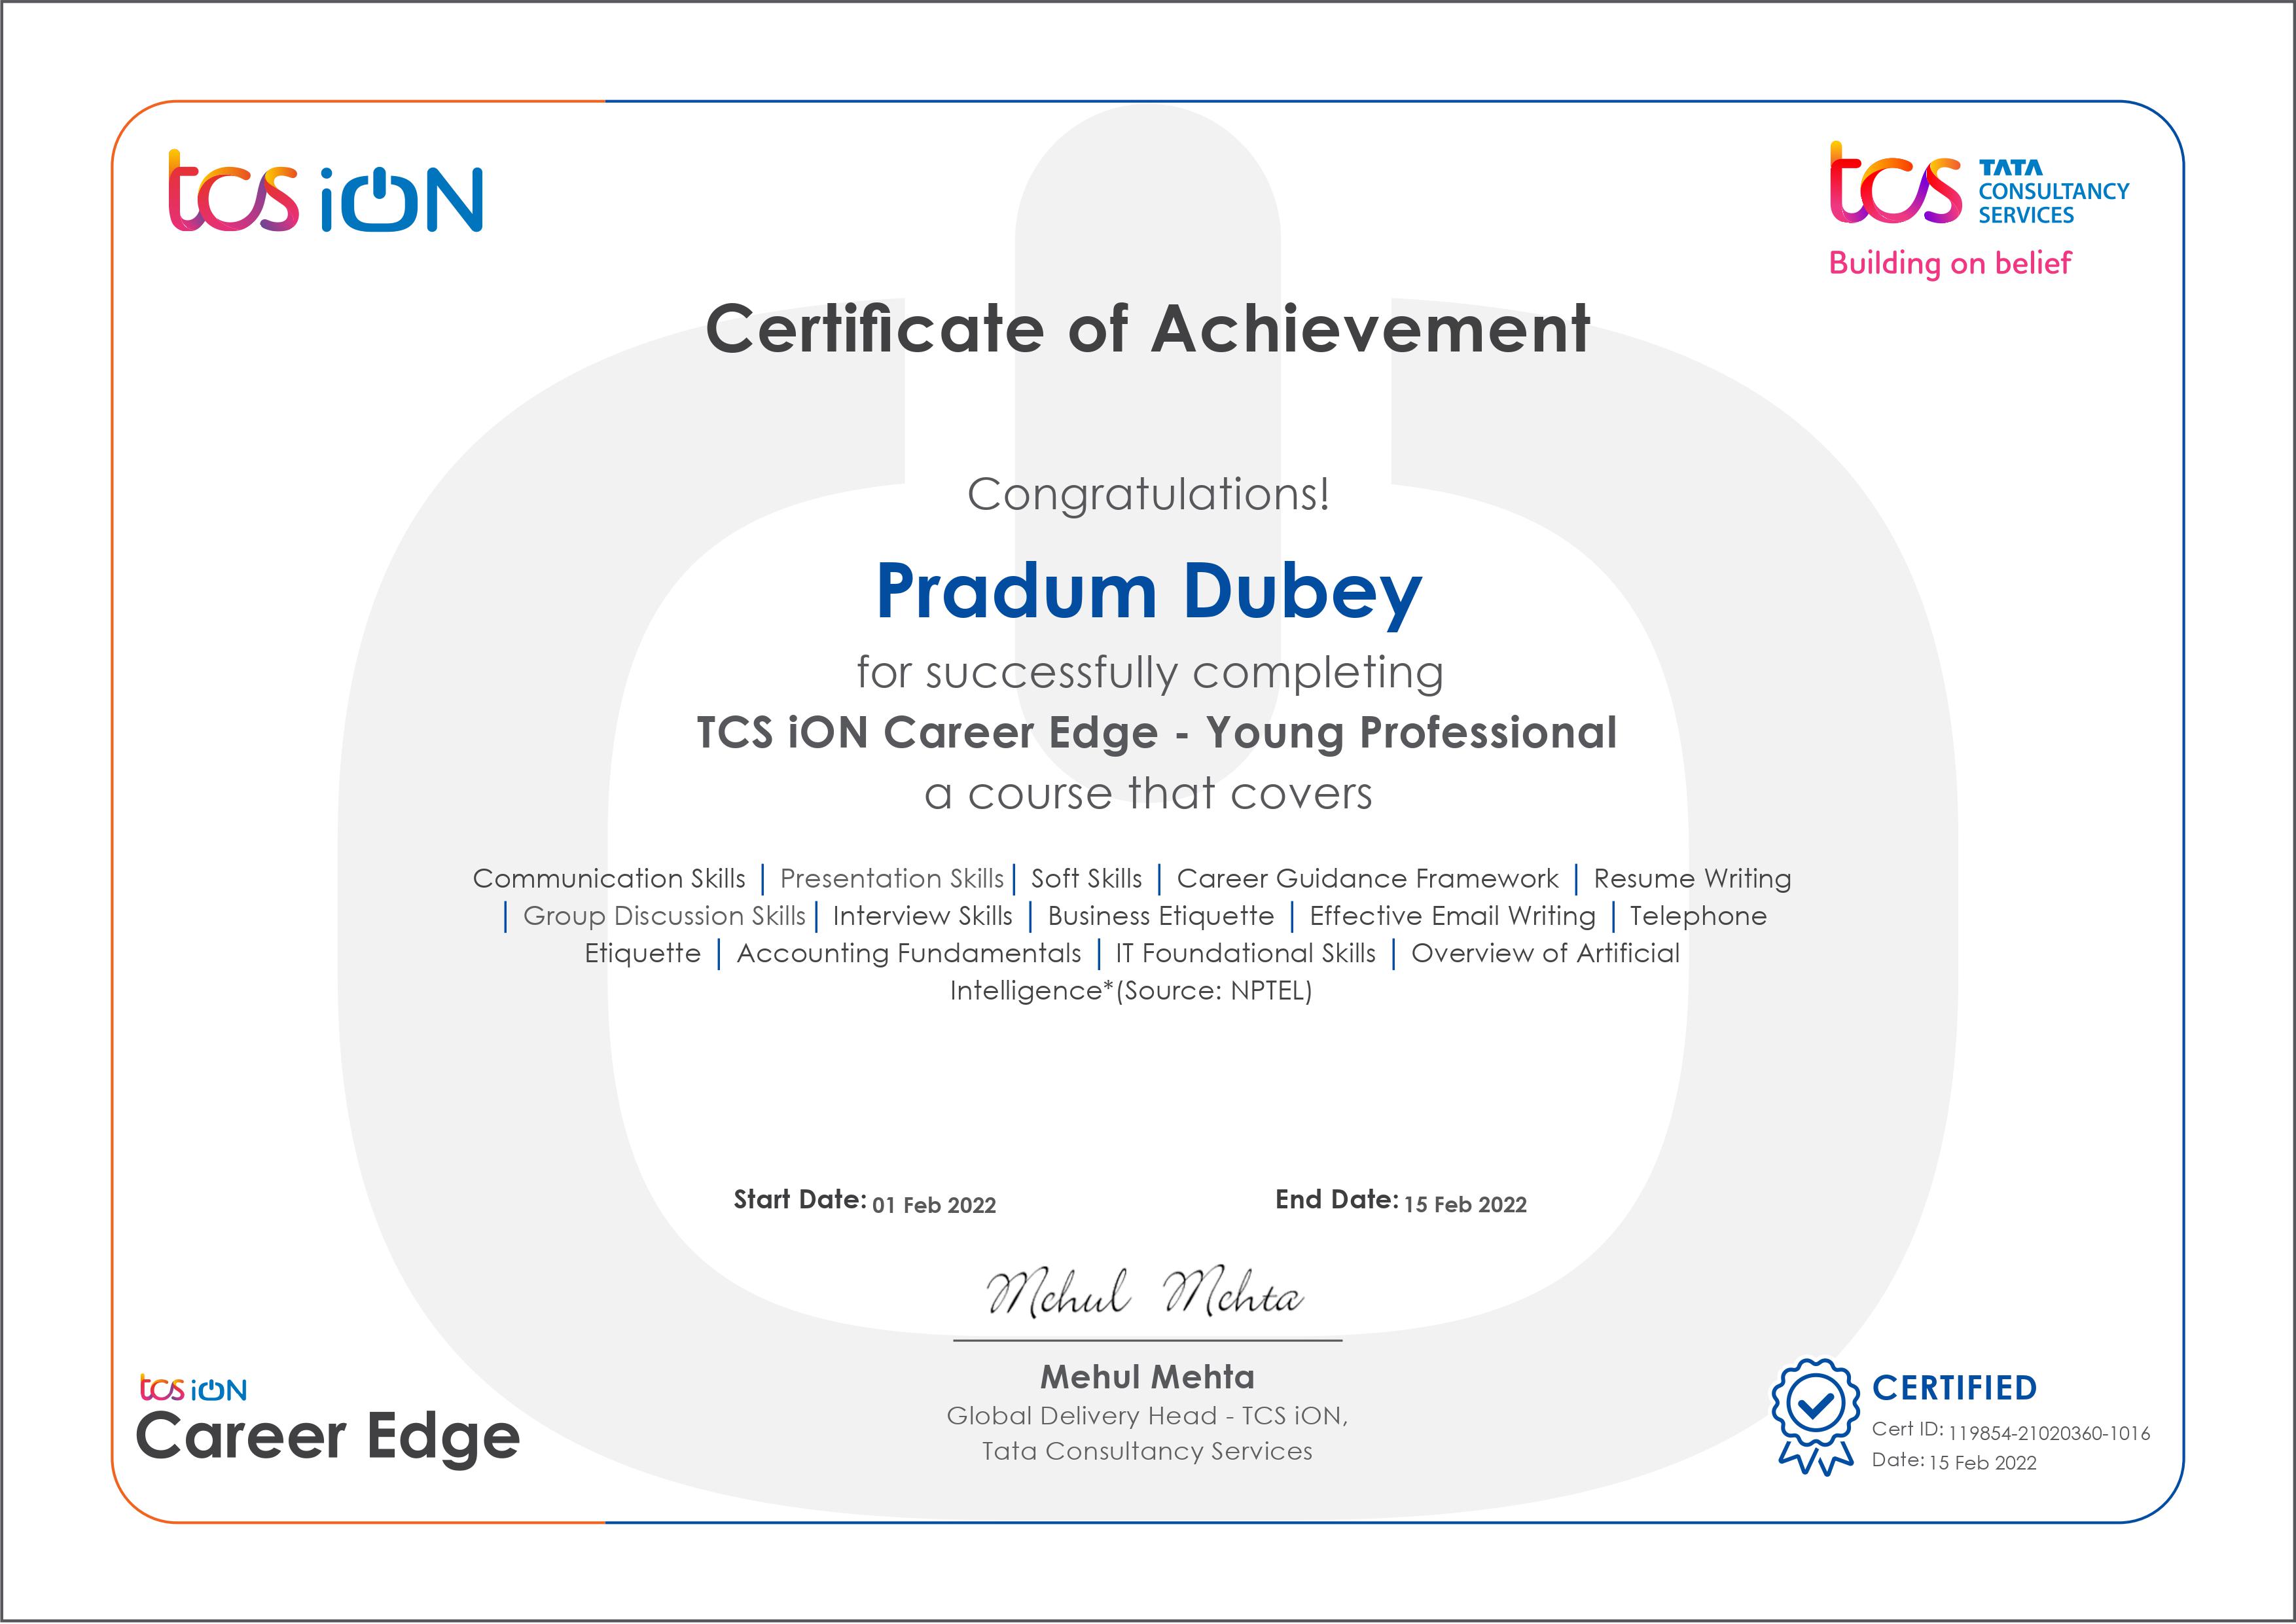 tcs iON
tcs TATA
CONSULTANCY
SERVICES
Building on belief
Certificate of Achievement
Congratulations!
Pradum Dubey
for successfully completing
TCS iON Career Edge - Young Professional
a course that covers
Communication Skills | Presentation Skills | Soft Skills | Career Guidance Framework | Resume Writing
| Group Discussion Skills | Interview Skills | Business Etiquette | Effective Email Writing | Telephone
Etiquette | Accounting Fundamentals | IT Foundational Skills | Overview of Artificial
Intelligence*(Source: NPTEL)
Start Date: 01 Feb 2022 End Date: 15 Feb 2022
Mehul Mehta
Mehul Mehta
Global Delivery Head - TCS iON,
Tata Consultancy Services
tcs iON
Career Edge
CERTIFIED
Cert ID: 119854-21020360-1016
Date: 15 Feb 2022